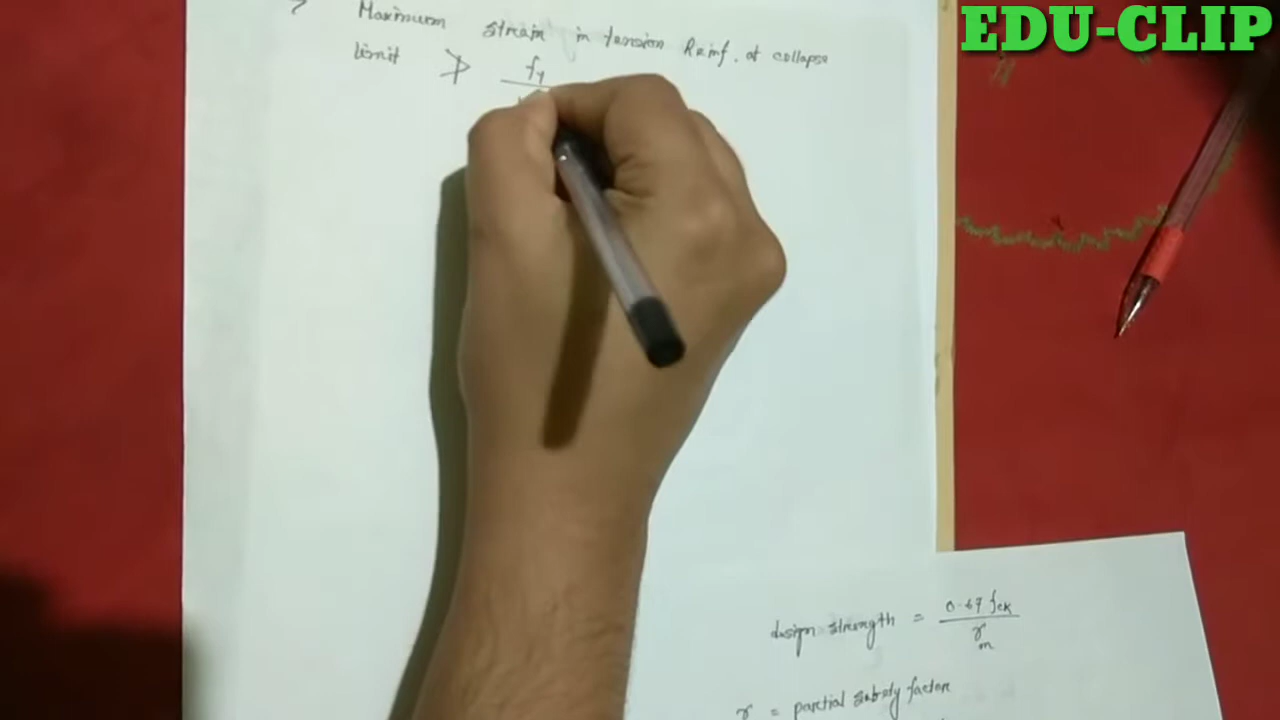 EDU-CLIP
Maximum strain in tension Reinf. at collapse
limit ≯ fy
design strength = 0.67 fck
γm
γ = partial safety factor